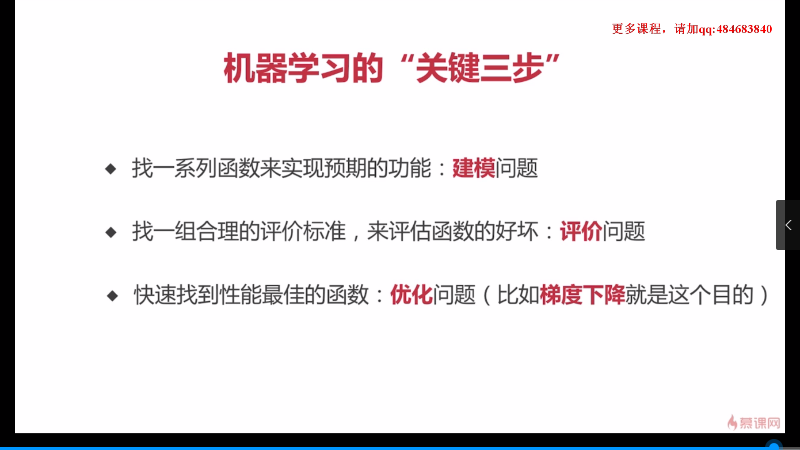 更多课程，请加qq:484683840
机器学习的“关键三步”
◆ 找一系列函数来实现预期的功能：建模问题
◆ 找一组合理的评价标准，来评估函数的好坏：评价问题
◆ 快速找到性能最佳的函数：优化问题（比如梯度下降就是这个目的）
慕课网